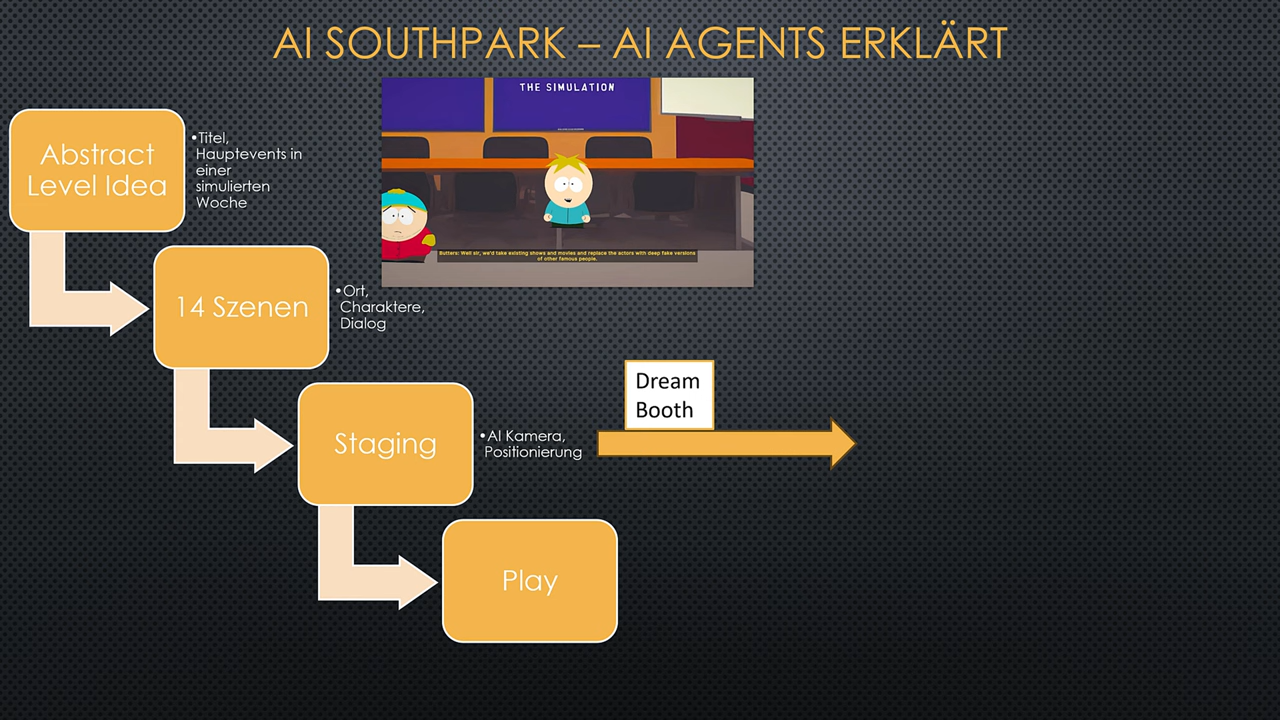 AI SOUTHPARK – AI AGENTS ERKLÄRT
THE SIMULATION
Abstract
Level Idea
•Titel,
Hauptevents in
einer
simulierten
Woche
Butters: Well sir, we'd take existing shows and movies and replace the actors with deep fake versions
of other famous people.
14 Szenen
•Ort,
Charaktere,
Dialog
Staging
•AI Kamera,
Positionierung
Dream
Booth
Play